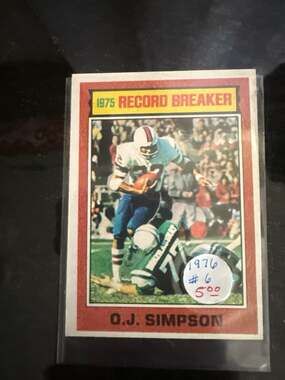 1975 RECORD BREAKER
1976
# 6
5.00
O.J. SIMPSON